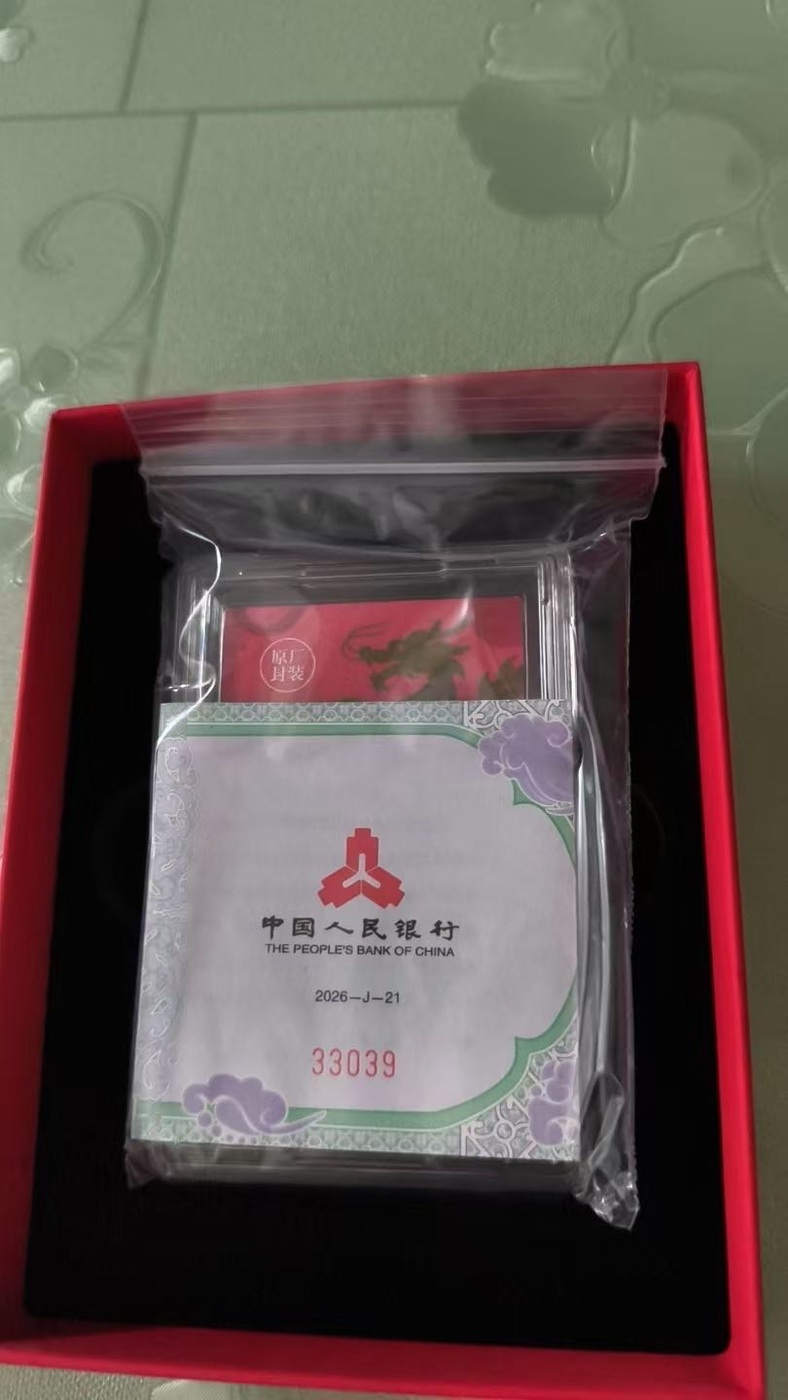 原厂
封装
中国人民银行
THE PEOPLE'S BANK OF CHINA
2026-J-21
33039